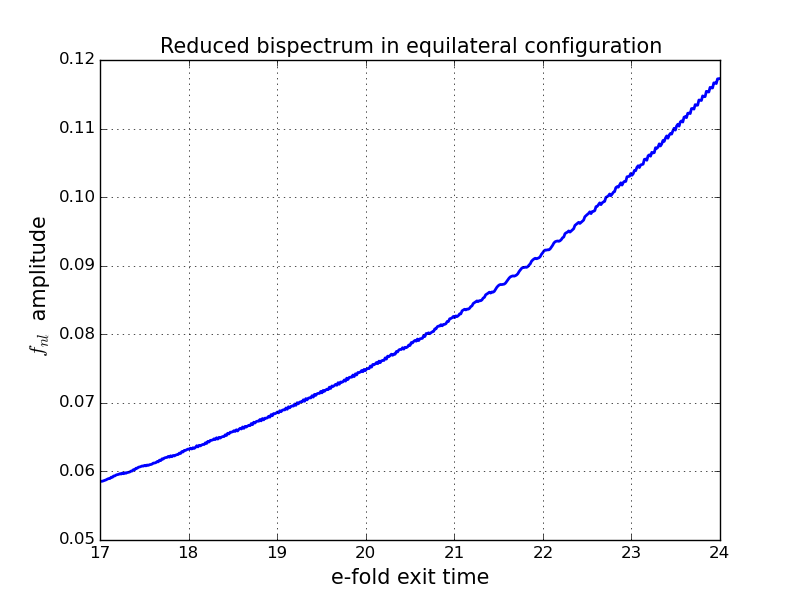 Reduced bispectrum in equilateral configuration
0.12
0.11
0.10
0.09
0.08
0.07
0.06
0.05
f_nl amplitude
17 18 19 20 21 22 23 24
e-fold exit time